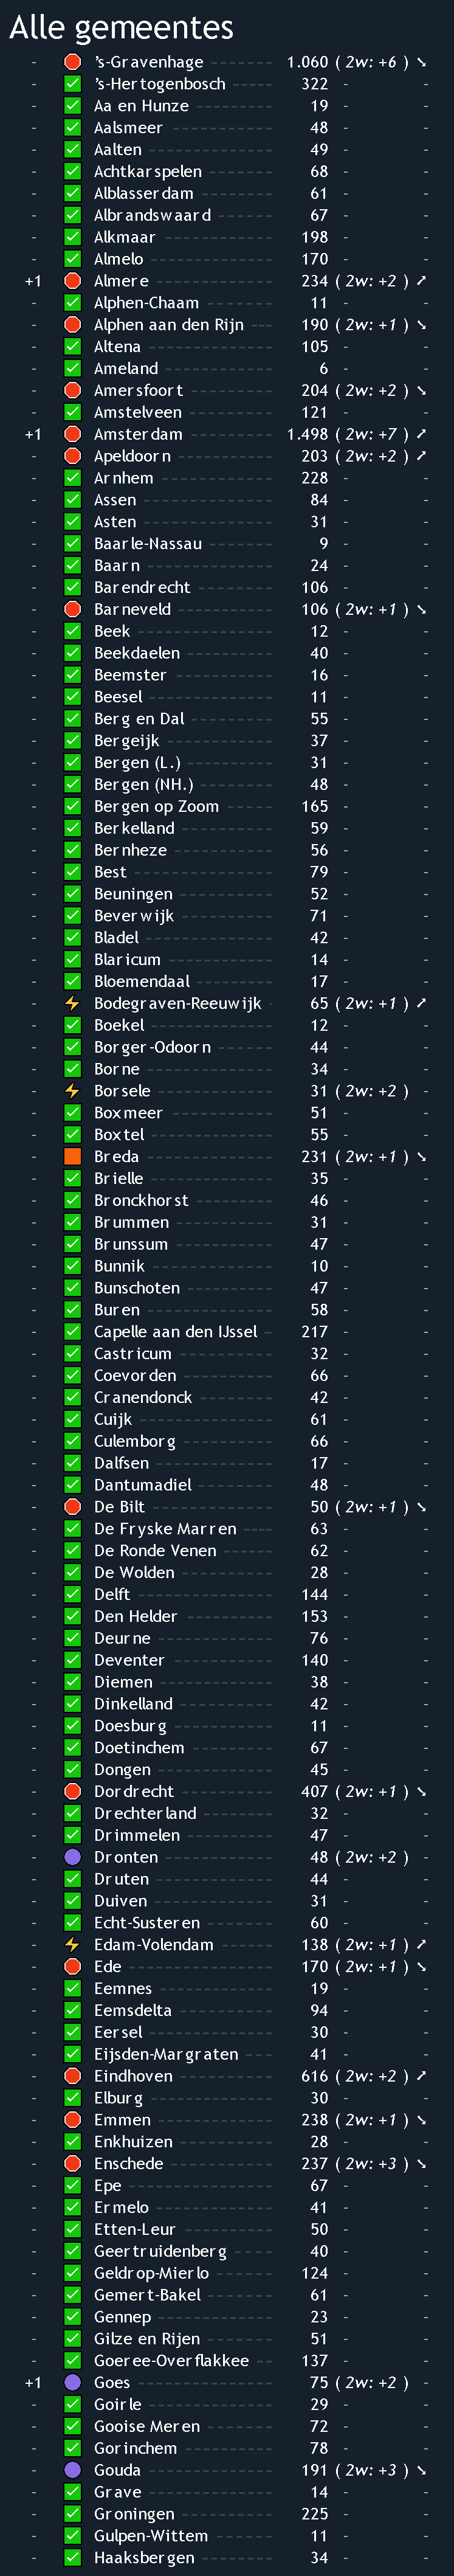 Alle gemeentes
- 's-Gravenhage 1.060 ( 2w: +6 ) ↘
- 's-Hertogenbosch 322 - -
- Aa en Hunze 19 - -
- Aalsmeer 48 - -
- Aalten 49 - -
- Achtkarspelen 68 - -
- Alblasserdam 61 - -
- Albrandswaard 67 - -
- Alkmaar 198 - -
- Almelo 170 - -
+1 Almere 234 ( 2w: +2 ) ↗
- Alphen-Chaam 11 - -
- Alphen aan den Rijn 190 ( 2w: +1 ) ↘
- Altena 105 - -
- Ameland 6 - -
- Amersfoort 204 ( 2w: +2 ) ↘
- Amstelveen 121 - -
+1 Amsterdam 1.498 ( 2w: +7 ) ↗
- Apeldoorn 203 ( 2w: +2 ) ↗
- Arnhem 228 - -
- Assen 84 - -
- Asten 31 - -
- Baarle-Nassau 9 - -
- Baarn 24 - -
- Barendrecht 106 - -
- Barneveld 106 ( 2w: +1 ) ↘
- Beek 12 - -
- Beekdaelen 40 - -
- Beemster 16 - -
- Beesel 11 - -
- Berg en Dal 55 - -
- Bergeijk 37 - -
- Bergen (L.) 31 - -
- Bergen (NH.) 48 - -
- Bergen op Zoom 165 - -
- Berkelland 59 - -
- Bernheze 56 - -
- Best 79 - -
- Beuningen 52 - -
- Beverwijk 71 - -
- Bladel 42 - -
- Blaricum 14 - -
- Bloemendaal 17 - -
- Bodegraven-Reeuwijk 65 ( 2w: +1 ) ↗
- Boekel 12 - -
- Borger-Odoorn 44 - -
- Borne 34 - -
- Borsele 31 ( 2w: +2 )
- Boxmeer 51 - -
- Boxtel 55 - -
- Breda 231 ( 2w: +1 ) ↘
- Brielle 35 - -
- Bronckhorst 46 - -
- Brummen 31 - -
- Brunssum 47 - -
- Bunnik 10 - -
- Bunschoten 47 - -
- Buren 58 - -
- Capelle aan den IJssel 217 - -
- Castricum 32 - -
- Coevorden 66 - -
- Cranendonck 42 - -
- Cuijk 61 - -
- Culemborg 66 - -
- Dalfsen 17 - -
- Dantumadiel 48 - -
- De Bilt 50 ( 2w: +1 ) ↘
- De Fryske Marren 63 - -
- De Ronde Venen 62 - -
- De Wolden 28 - -
- Delft 144 - -
- Den Helder 153 - -
- Deurne 76 - -
- Deventer 140 - -
- Diemen 38 - -
- Dinkelland 42 - -
- Doesburg 11 - -
- Doetinchem 67 - -
- Dongen 45 - -
- Dordrecht 407 ( 2w: +1 ) ↘
- Drechterland 32 - -
- Drimmelen 47 - -
- Dronten 48 ( 2w: +2 )
- Druten 44 - -
- Duiven 31 - -
- Echt-Susteren 60 - -
- Edam-Volendam 138 ( 2w: +1 ) ↗
- Ede 170 ( 2w: +1 ) ↘
- Eemnes 19 - -
- Eemsdelta 94 - -
- Eersel 30 - -
- Eijsden-Margraten 41 - -
- Eindhoven 616 ( 2w: +2 ) ↗
- Elburg 30 - -
- Emmen 238 ( 2w: +1 ) ↘
- Enkhuizen 28 - -
- Enschede 237 ( 2w: +3 ) ↘
- Epe 67 - -
- Ermelo 41 - -
- Etten-Leur 50 - -
- Geertruidenberg 40 - -
- Geldrop-Mierlo 124 - -
- Gemert-Bakel 61 - -
- Gennep 23 - -
- Gilze en Rijen 51 - -
- Goeree-Overflakkee 137 - -
+1 Goes 75 ( 2w: +2 )
- Goirle 29 - -
- Gooise Meren 72 - -
- Gorinchem 78 - -
- Gouda 191 ( 2w: +3 ) ↘
- Grave 14 - -
- Groningen 225 - -
- Gulpen-Wittem 11 - -
- Haaksbergen 34 - -